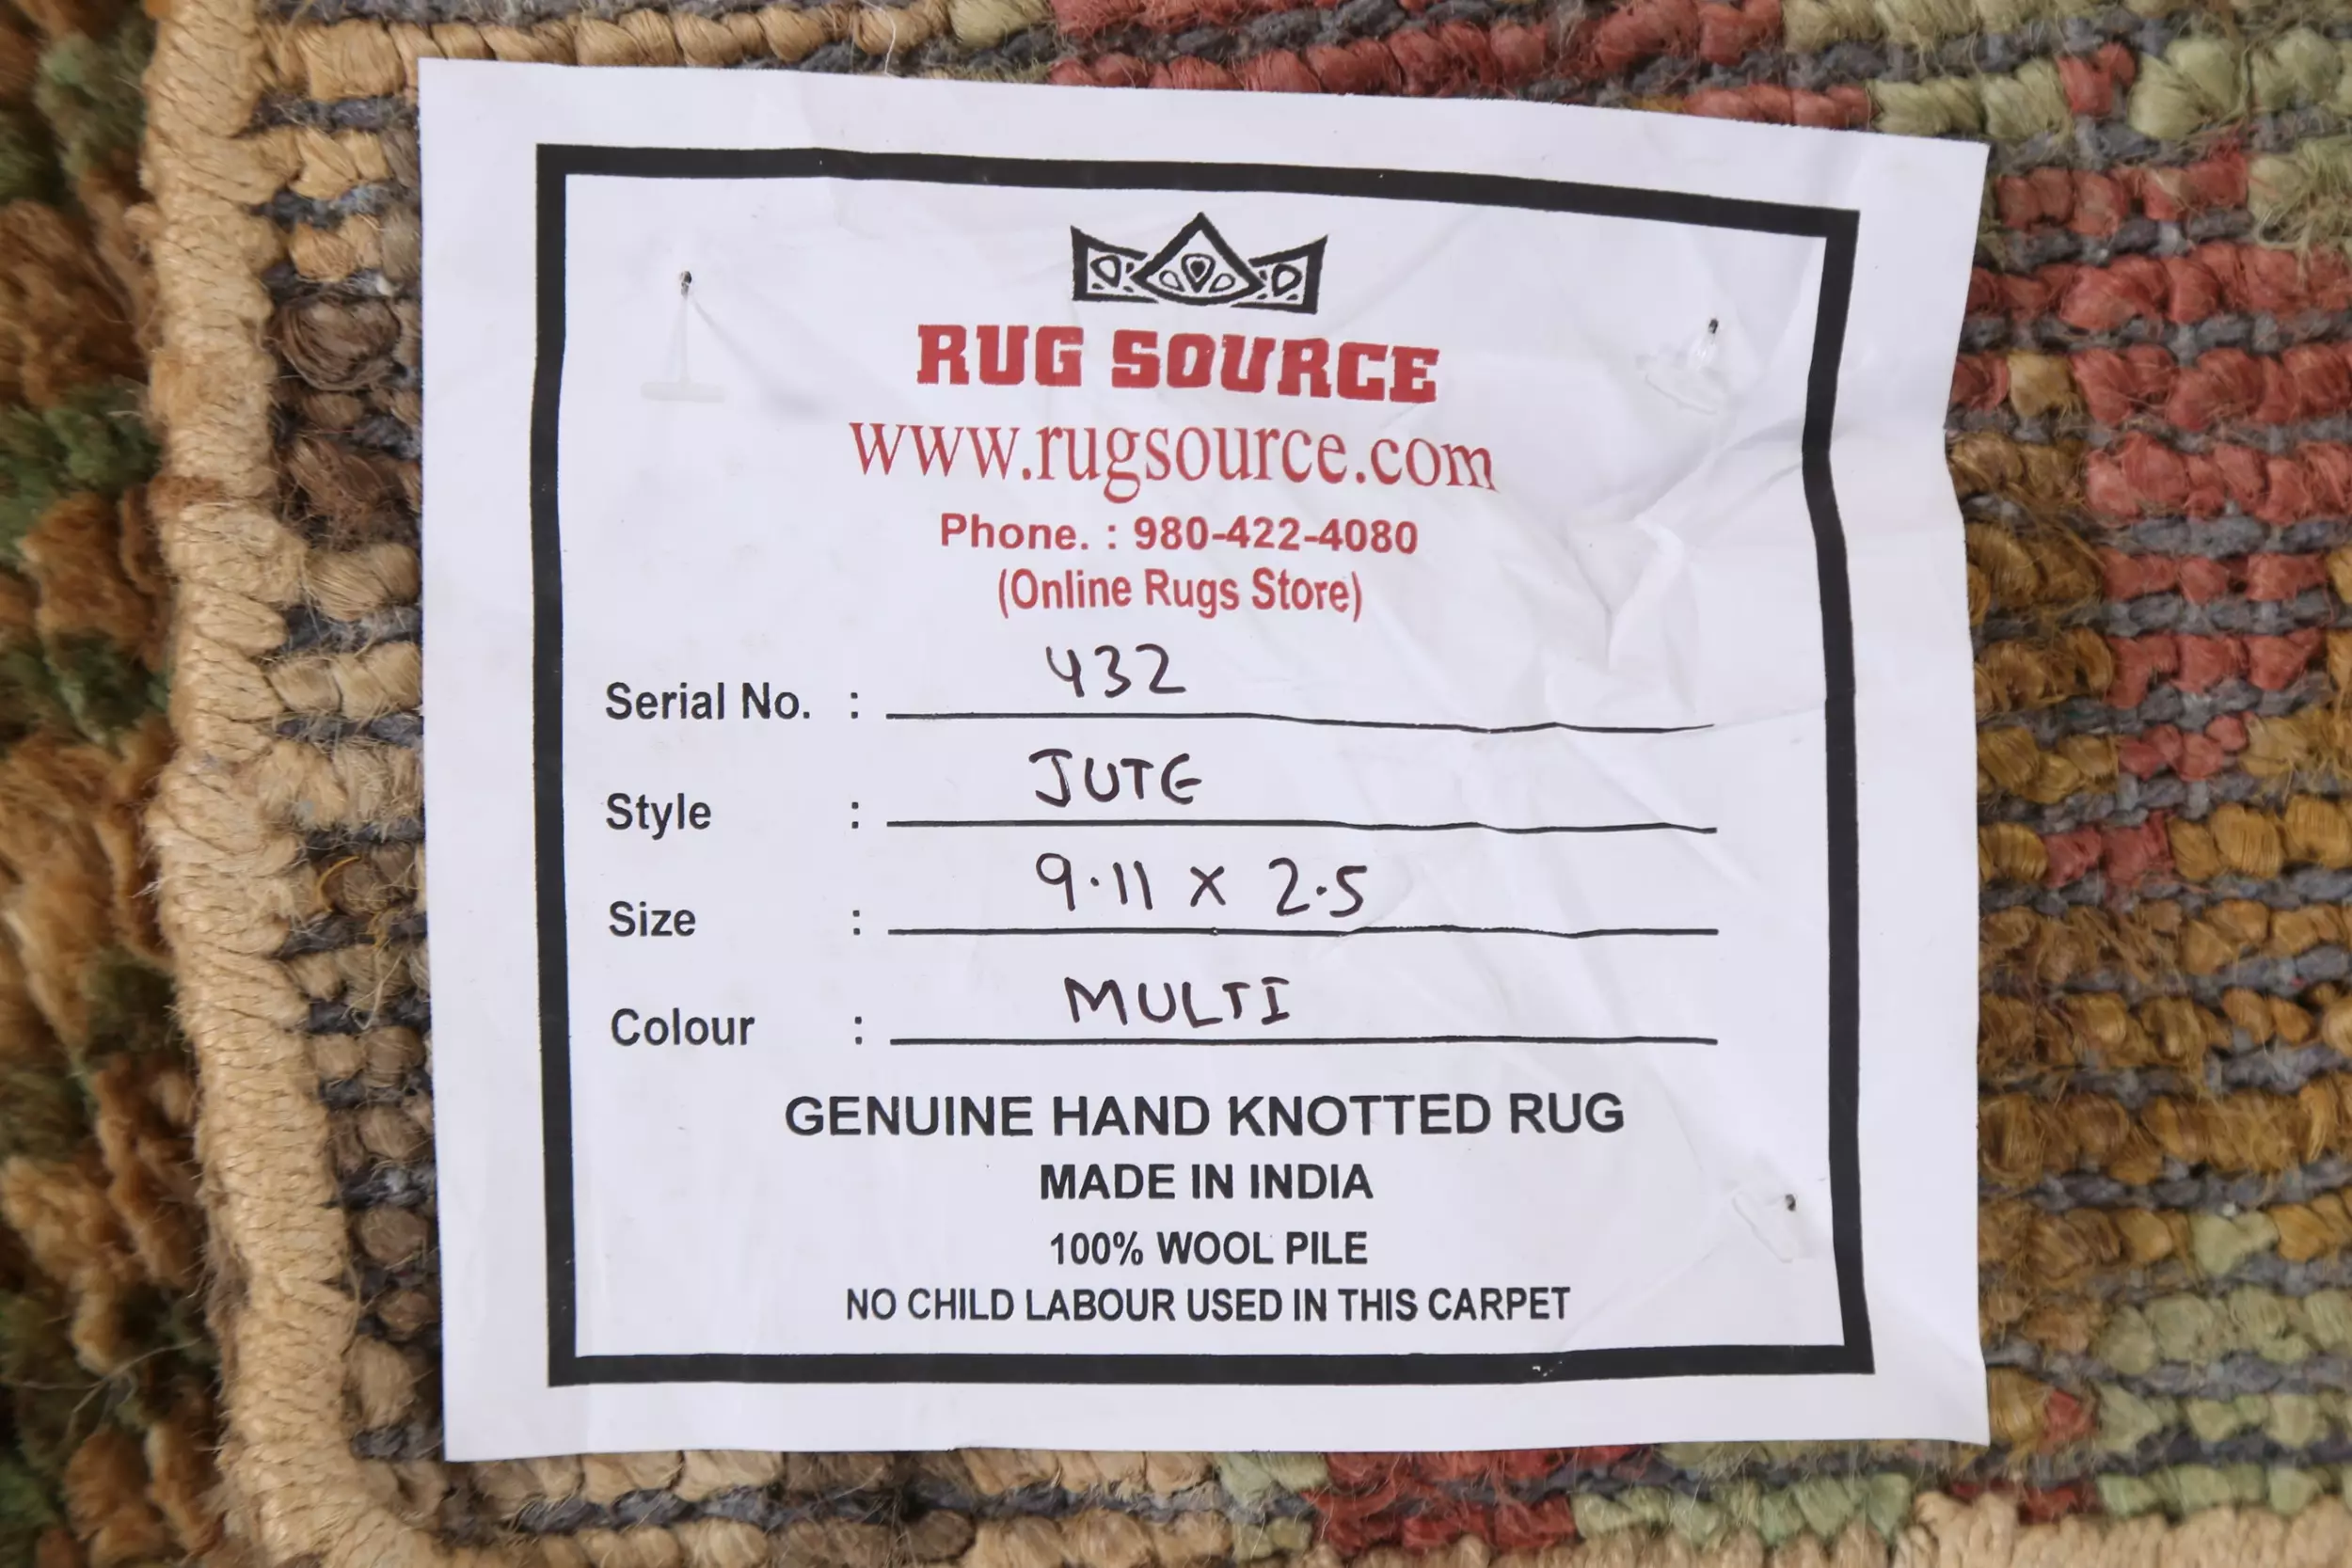 RUG SOURCE
www.rugsource.com
Phone. : 980-422-4080
(Online Rugs Store)
Serial No. : 432
Style : JUTE
Size : 9.11 x 2.5
Colour : MULTI
GENUINE HAND KNOTTED RUG
MADE IN INDIA
100% WOOL PILE
NO CHILD LABOUR USED IN THIS CARPET